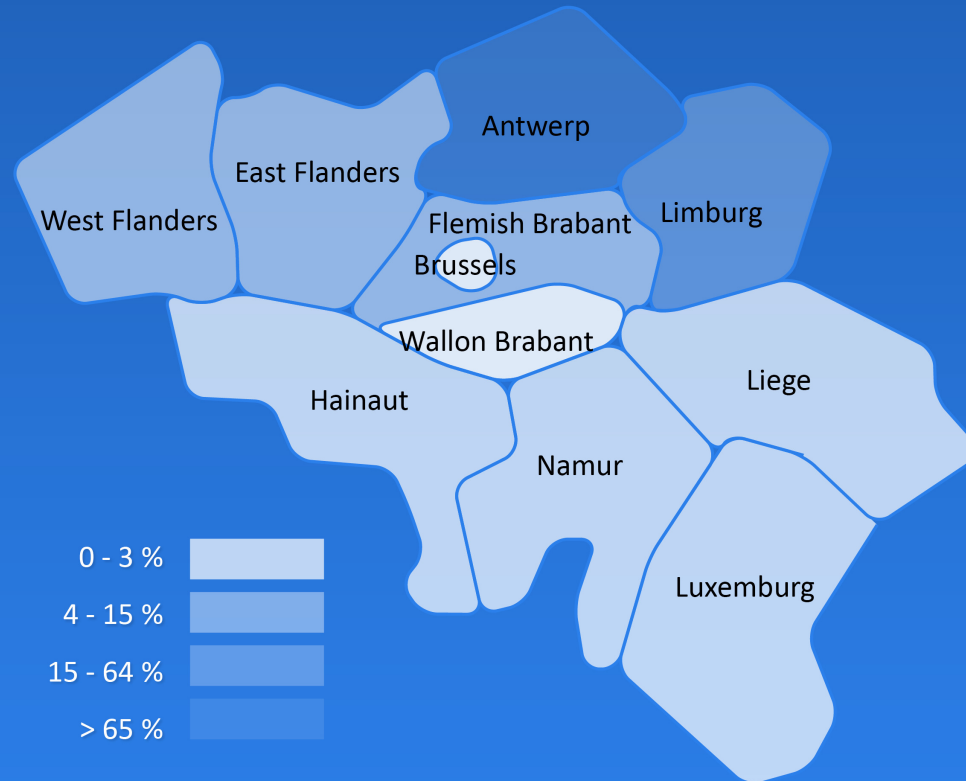 Antwerp
East Flanders
West Flanders
Limburg
Flemish Brabant
Brussels
Wallon Brabant
Liege
Hainaut
Namur
Luxemburg
0 - 3 %
4 - 15 %
15 - 64 %
> 65 %